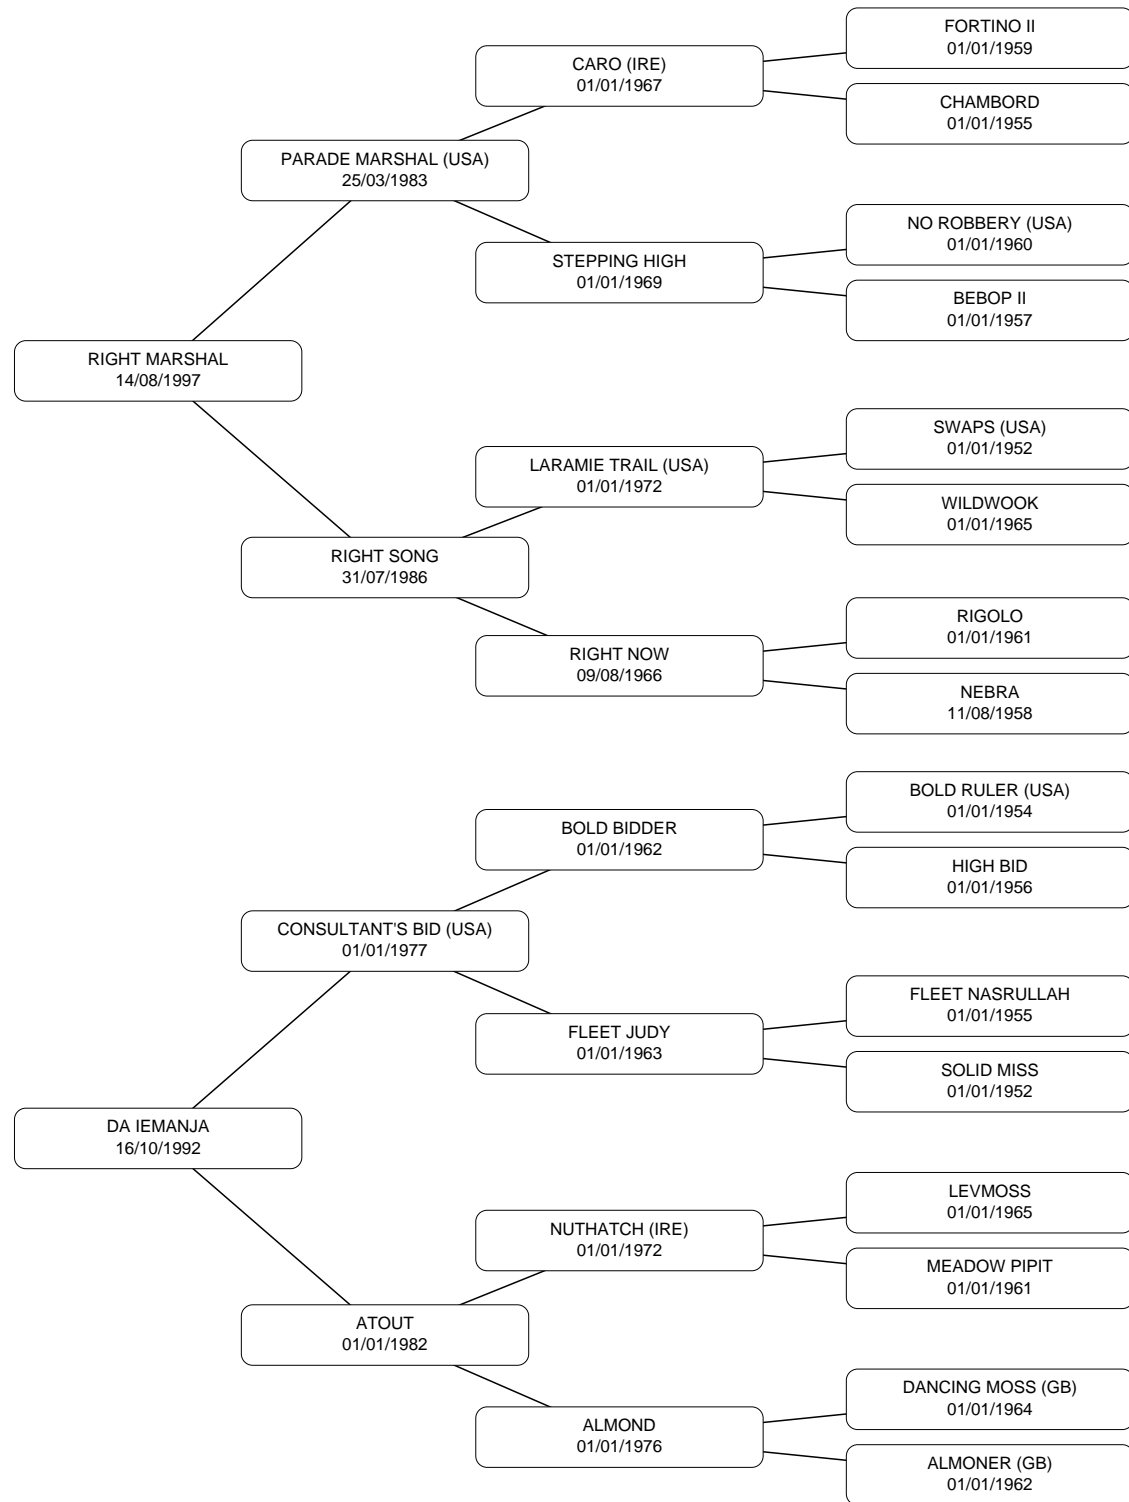 FORTINO II
01/01/1959
CARO (IRE)
01/01/1967
CHAMBORD
01/01/1955
PARADE MARSHAL (USA)
25/03/1983
NO ROBBERY (USA)
01/01/1960
STEPPING HIGH
01/01/1969
BEBOP II
01/01/1957
RIGHT MARSHAL
14/08/1997
SWAPS (USA)
01/01/1952
LARAMIE TRAIL (USA)
01/01/1972
WILDWOOK
01/01/1965
RIGHT SONG
31/07/1986
RIGOLO
01/01/1961
RIGHT NOW
09/08/1966
NEBRA
11/08/1958
BOLD RULER (USA)
01/01/1954
BOLD BIDDER
01/01/1962
HIGH BID
01/01/1956
CONSULTANT'S BID (USA)
01/01/1977
FLEET NASRULLAH
01/01/1955
FLEET JUDY
01/01/1963
SOLID MISS
01/01/1952
DA IEMANJA
16/10/1992
LEVMOSS
01/01/1965
NUTHATCH (IRE)
01/01/1972
MEADOW PIPIT
01/01/1961
ATOUT
01/01/1982
DANCING MOSS (GB)
01/01/1964
ALMOND
01/01/1976
ALMONER (GB)
01/01/1962